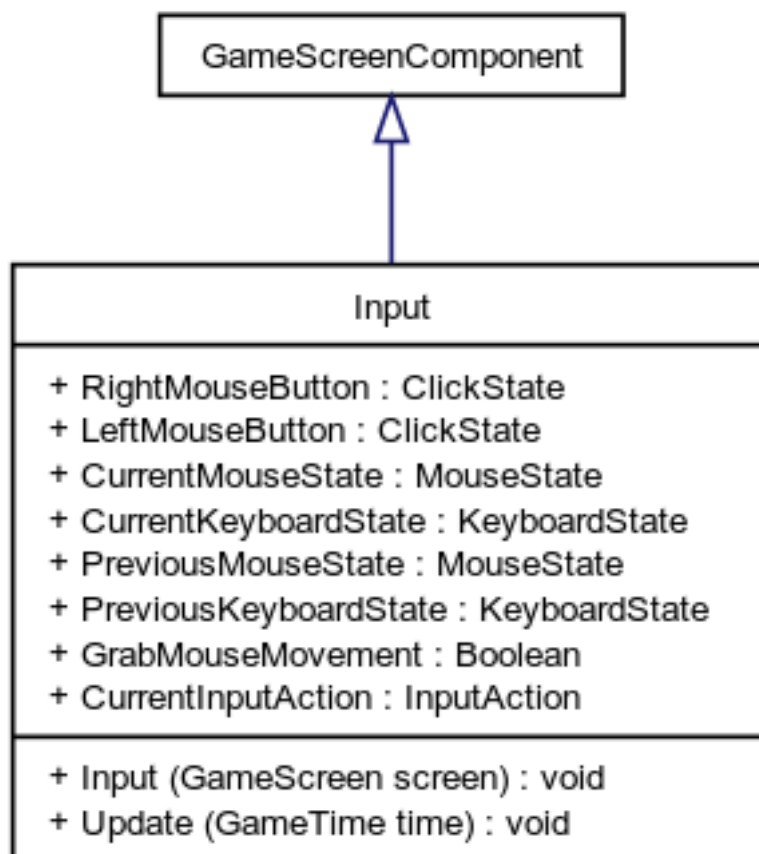 GameScreenComponent
Input
+ RightMouseButton : ClickState
+ LeftMouseButton : ClickState
+ CurrentMouseState : MouseState
+ CurrentKeyboardState : KeyboardState
+ PreviousMouseState : MouseState
+ PreviousKeyboardState : KeyboardState
+ GrabMouseMovement : Boolean
+ CurrentInputAction : InputAction
+ Input (GameScreen screen) : void
+ Update (GameTime time) : void